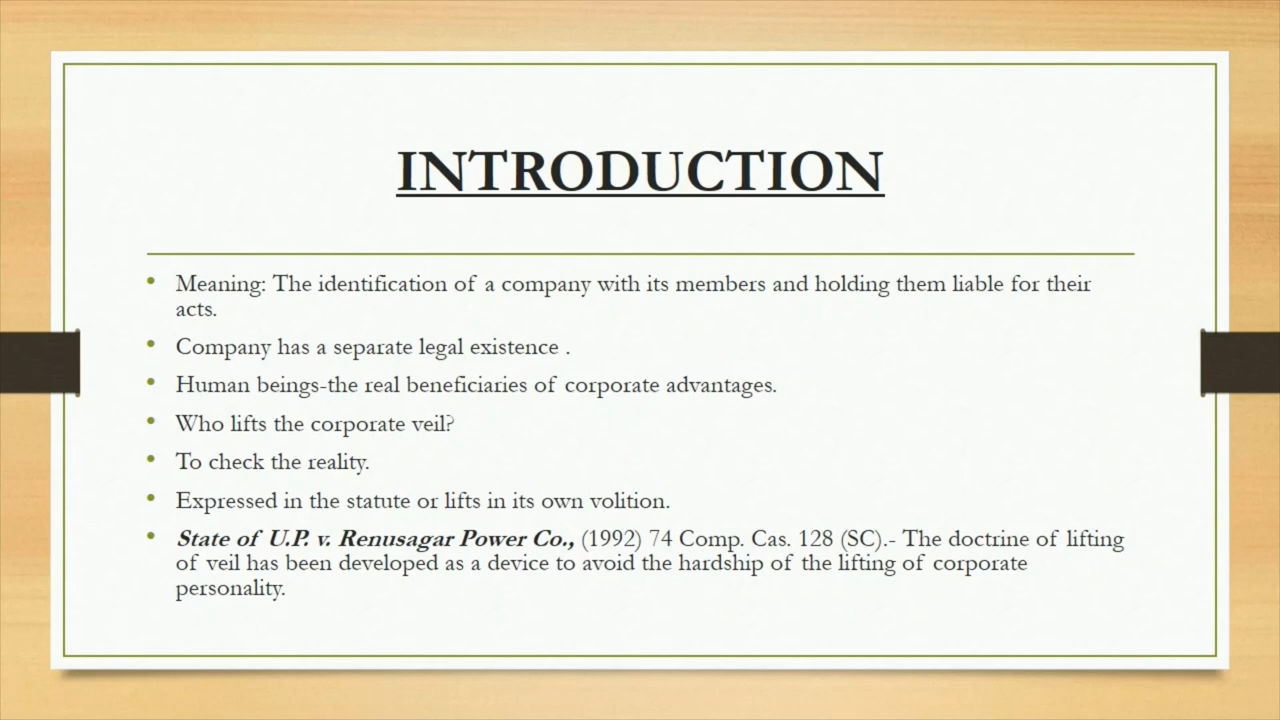 INTRODUCTION
• Meaning: The identification of a company with its members and holding them liable for their
acts.
• Company has a separate legal existence .
• Human beings-the real beneficiaries of corporate advantages.
• Who lifts the corporate veil?
• To check the reality.
• Expressed in the statute or lifts in its own volition.
• State of U.P. v. Renusagar Power Co., (1992) 74 Comp. Cas. 128 (SC).- The doctrine of lifting
of veil has been developed as a device to avoid the hardship of the lifting of corporate
personality.